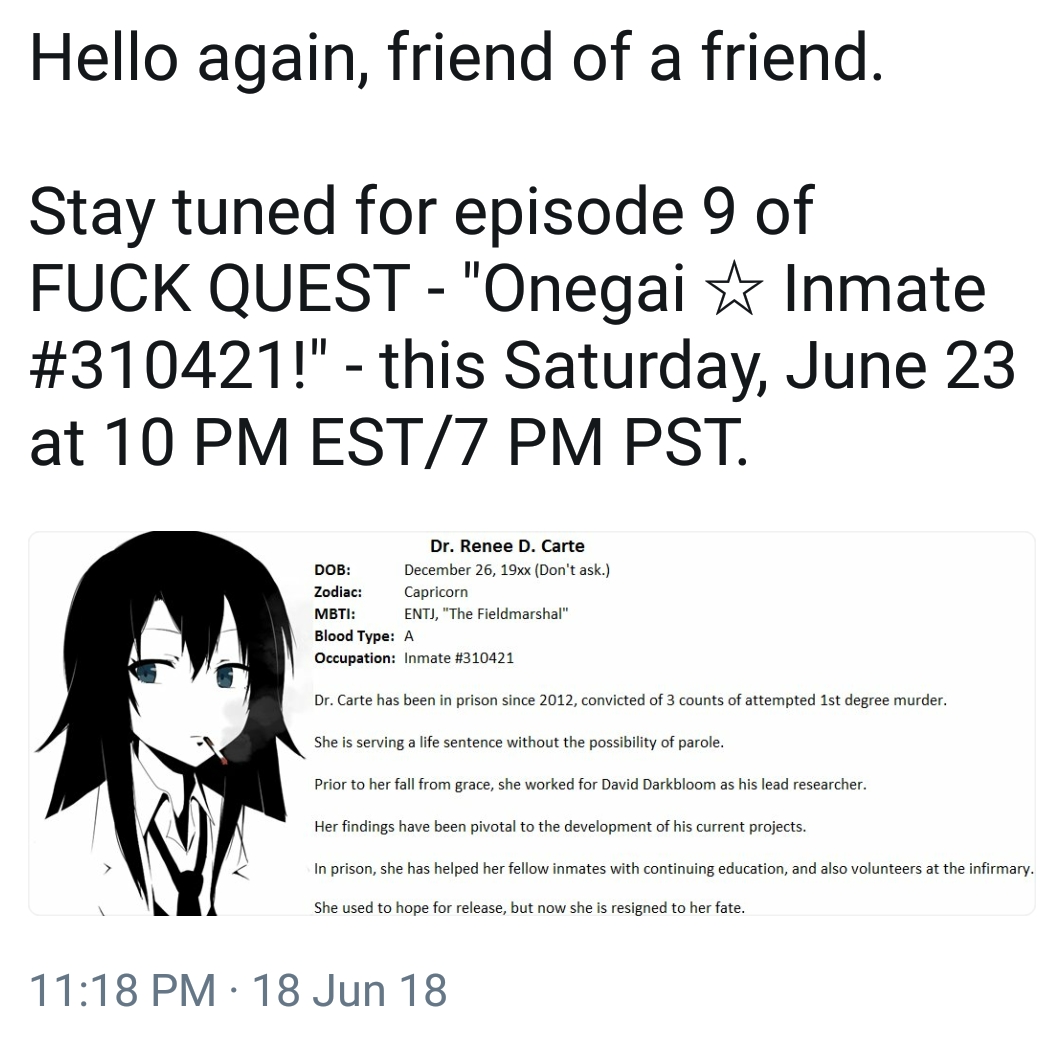 Hello again, friend of a friend.
Stay tuned for episode 9 of
FUCK QUEST - "Onegai ☆ Inmate
#310421!" - this Saturday, June 23
at 10 PM EST/7 PM PST.
Dr. Renee D. Carte
DOB: December 26, 19xx (Don't ask.)
Zodiac: Capricorn
MBTI: ENTJ, "The Fieldmarshal"
Blood Type: A
Occupation: Inmate #310421
Dr. Carte has been in prison since 2012, convicted of 3 counts of attempted 1st degree murder.
She is serving a life sentence without the possibility of parole.
Prior to her fall from grace, she worked for David Darkbloom as his lead researcher.
Her findings have been pivotal to the development of his current projects.
In prison, she has helped her fellow inmates with continuing education, and also volunteers at the infirmary.
She used to hope for release, but now she is resigned to her fate.
11:18 PM · 18 Jun 18